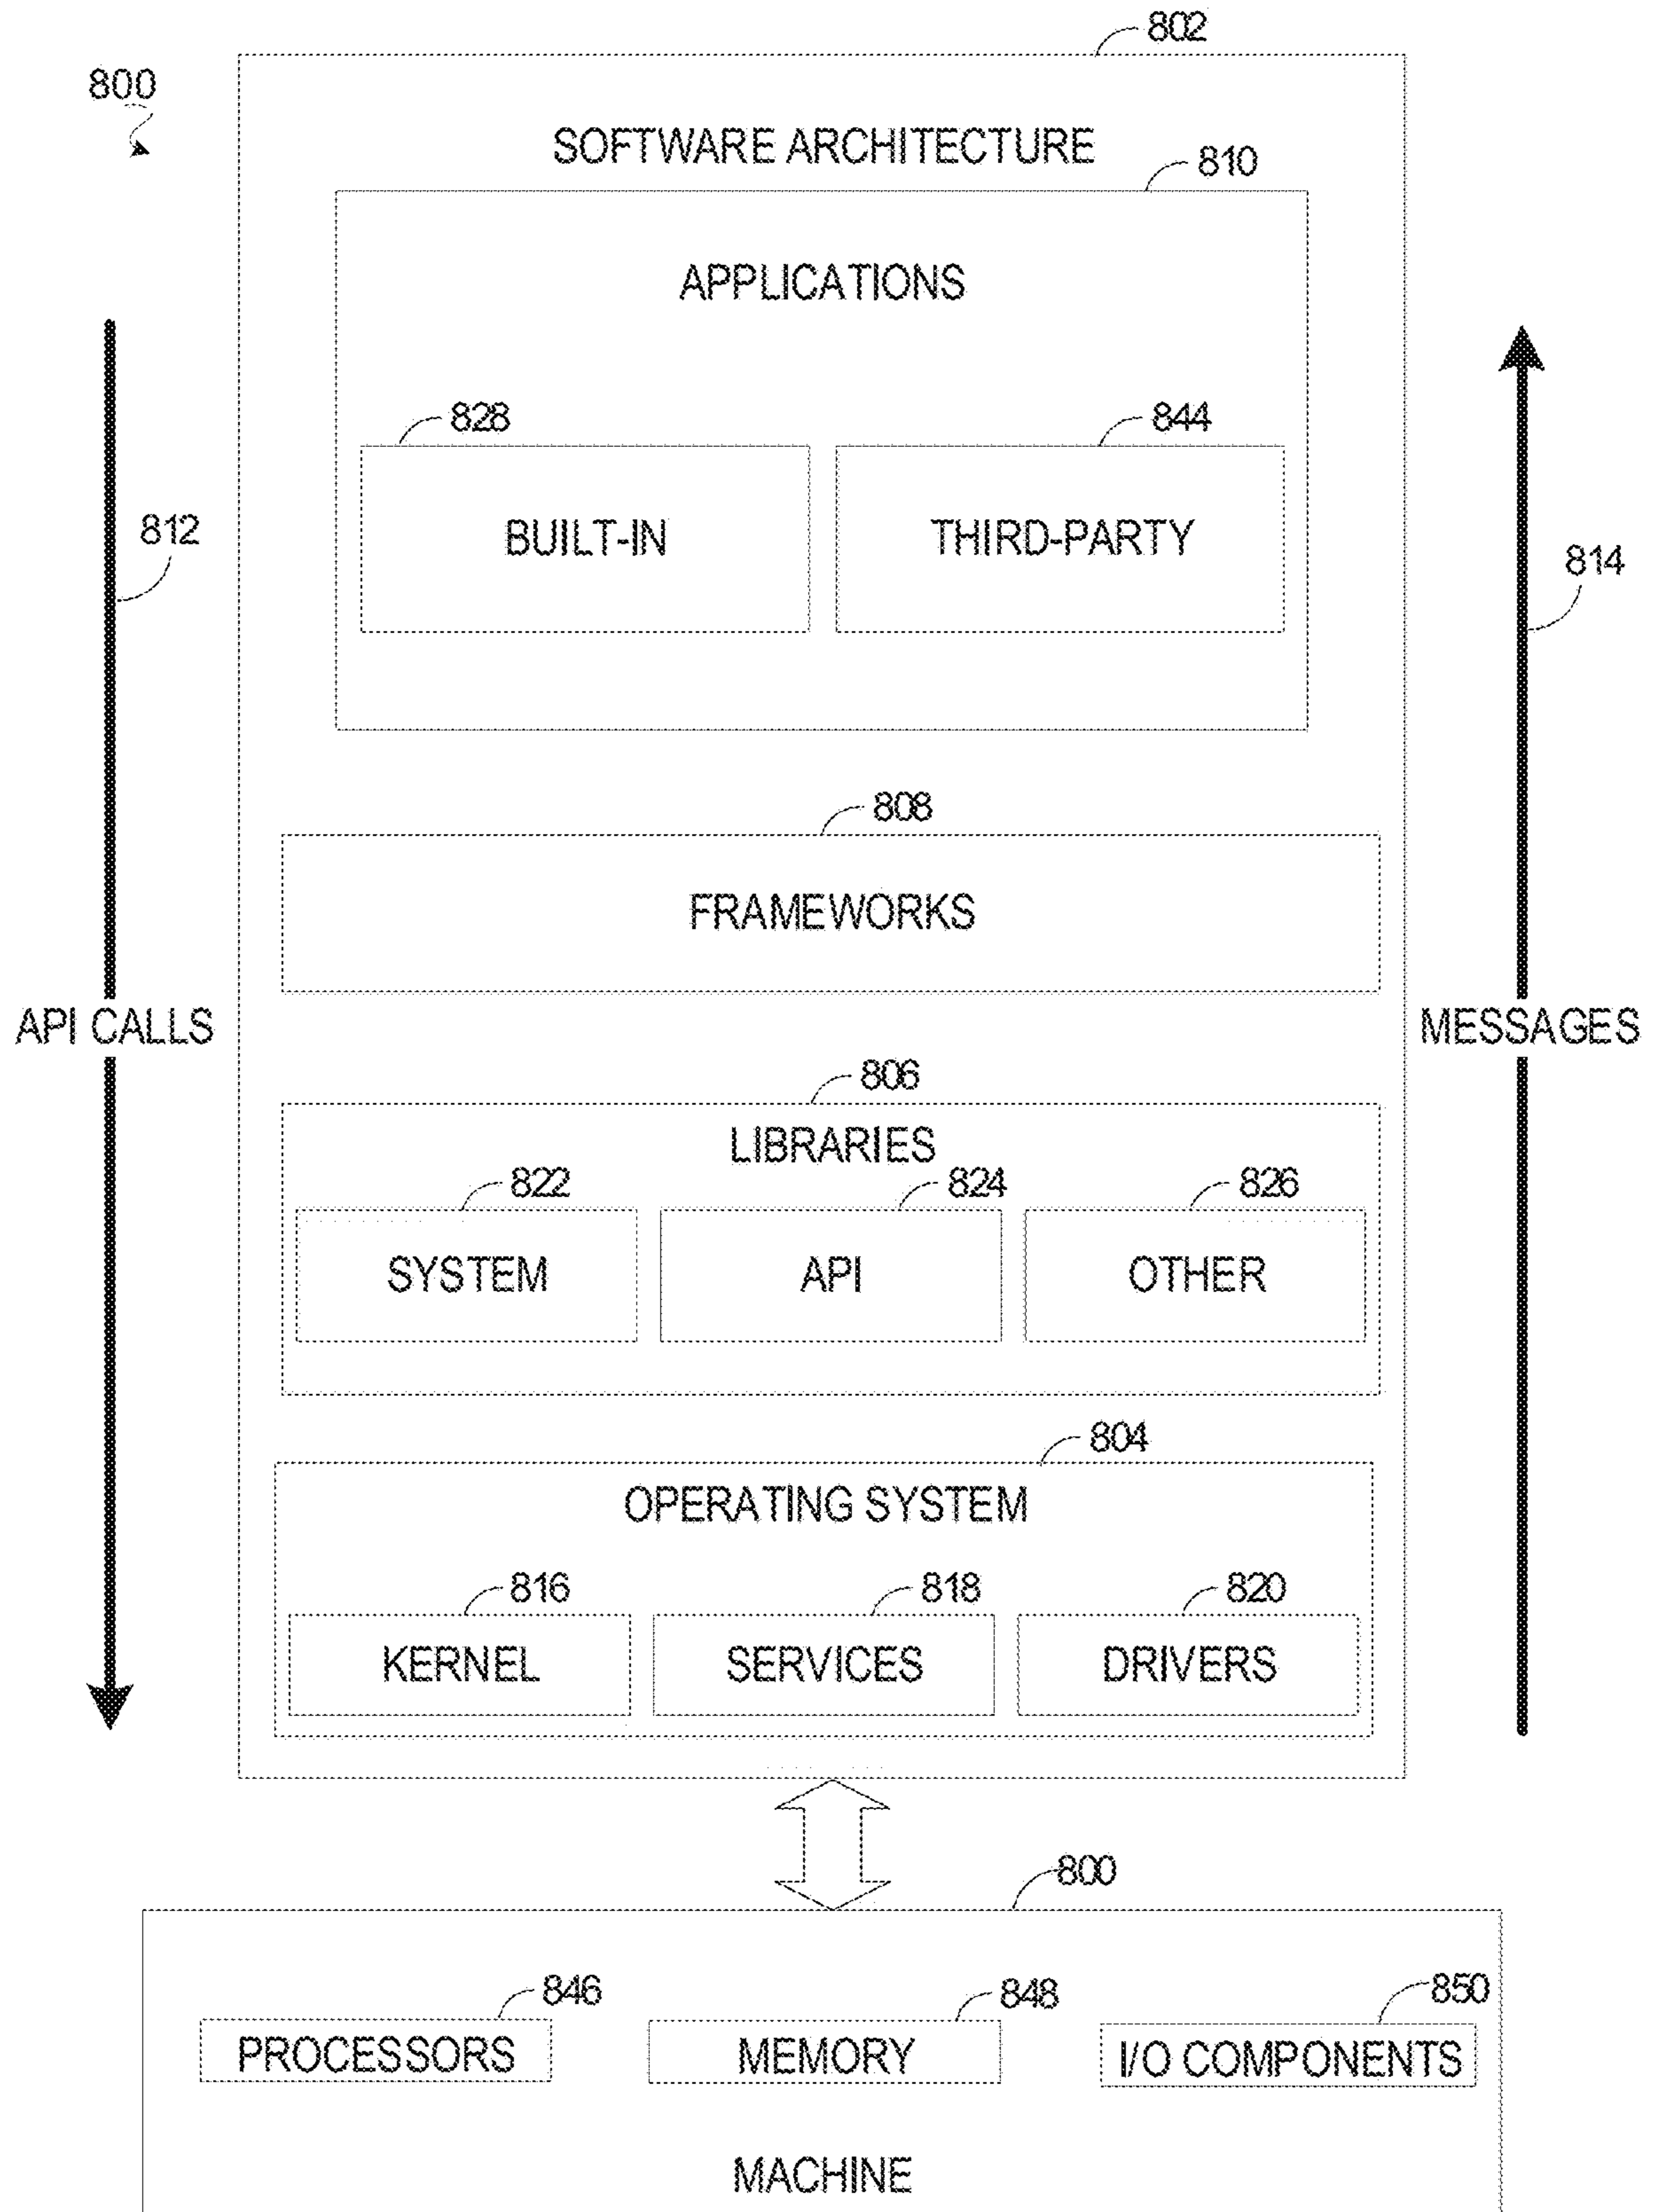 802
800
SOFTWARE ARCHITECTURE
810
APPLICATIONS
828
844
BUILT-IN
THIRD-PARTY
812
814
808
FRAMEWORKS
API CALLS
MESSAGES
806
LIBRARIES
822
824
826
SYSTEM
API
OTHER
804
OPERATING SYSTEM
816
818
820
KERNEL
SERVICES
DRIVERS
800
846
848
850
PROCESSORS
MEMORY
I/O COMPONENTS
MACHINE